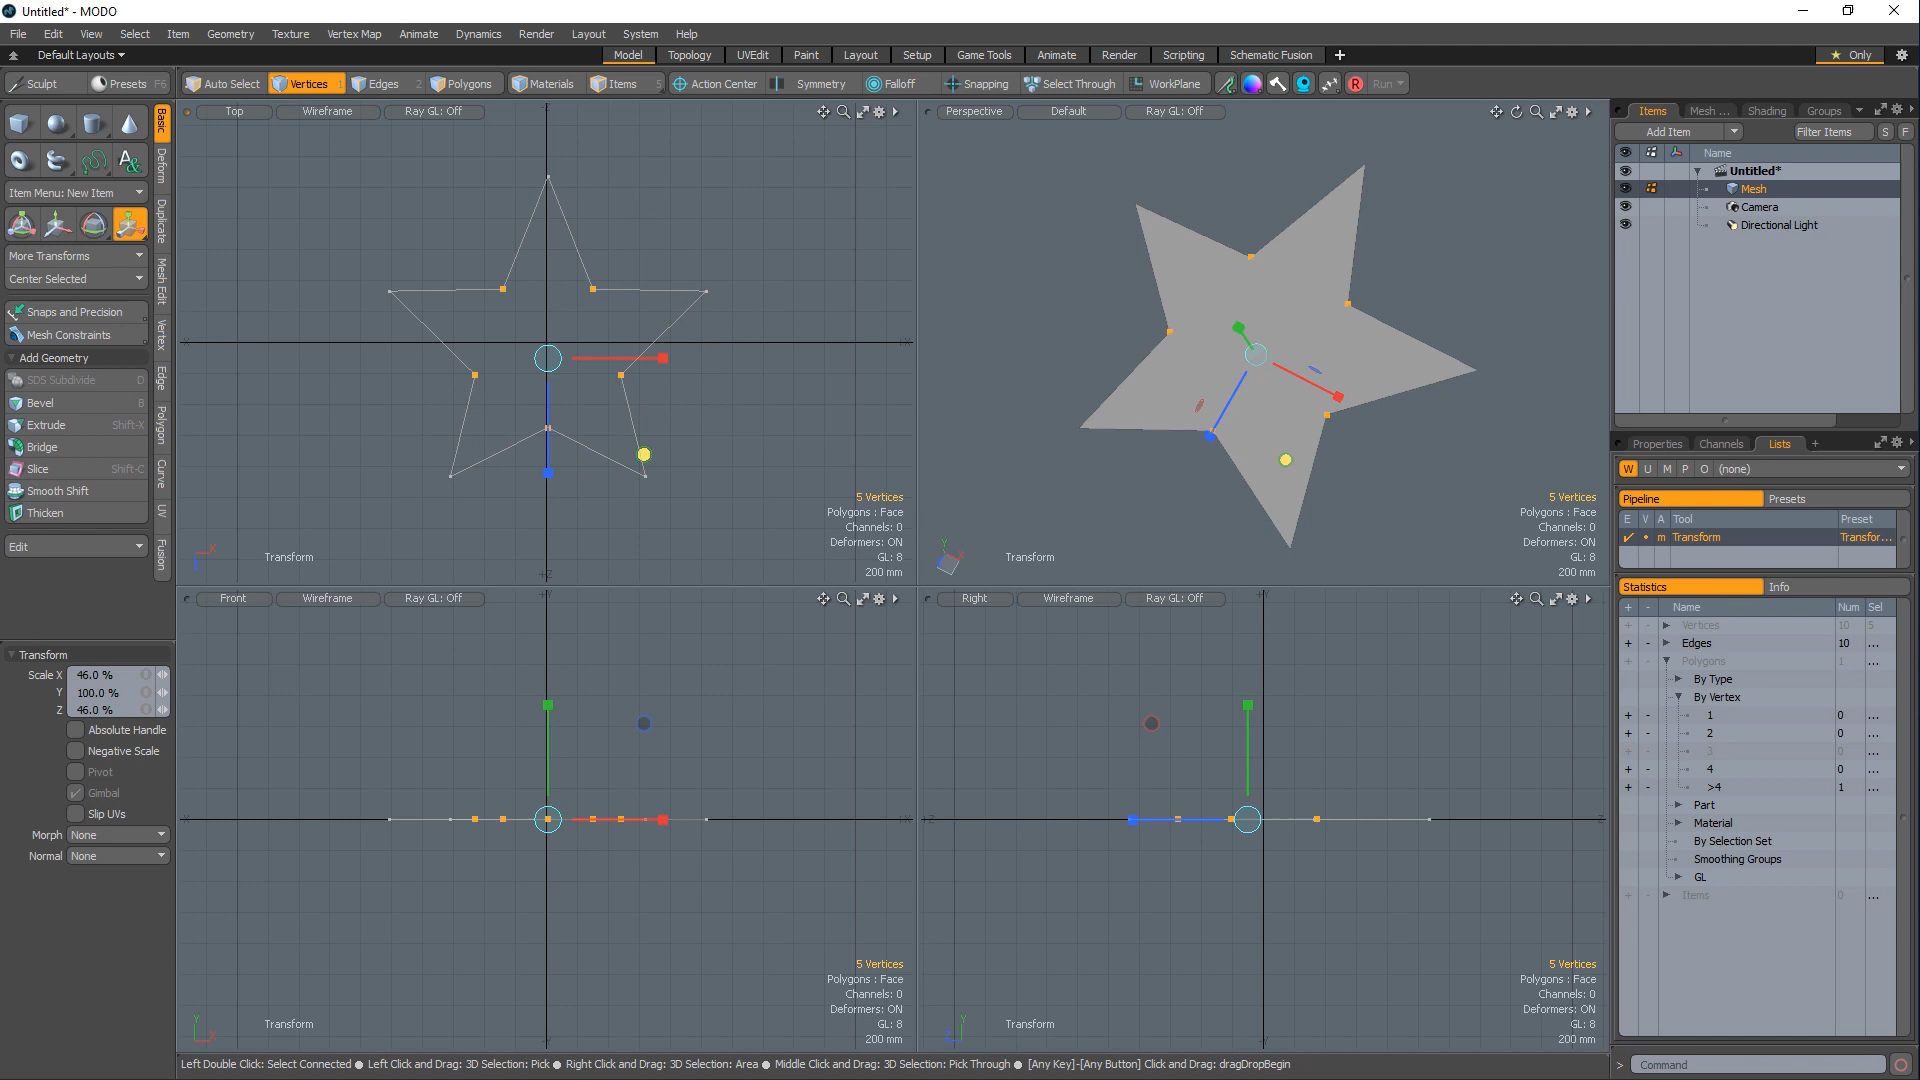 Untitled* - MODO
File Edit View Select Item Geometry Texture Vertex Map Animate Dynamics Render Layout System Help
Default Layouts Model Topology UVEdit Paint Layout Setup Game Tools Animate Render Scripting Schematic Fusion + Only
Sculpt Presets F6 Auto Select Vertices 1 Edges 2 Polygons Materials Items 5 Action Center Symmetry Falloff Snapping Select Through WorkPlane R Run
Basic
Deform
Duplicate
Mesh Edit
Vertex
Edge
Polygon
Curve
UV
Fusion
Item Menu: New Item
More Transforms
Center Selected
Snaps and Precision
Mesh Constraints
Add Geometry
SDS Subdivide D
Bevel B
Extrude Shift-X
Bridge
Slice Shift-C
Smooth Shift
Thicken
Edit
Transform
Scale X 46.0 %
Y 100.0 %
Z 46.0 %
Absolute Handle
Negative Scale
Pivot
Gimbal
Slip UVs
Morph None
Normal None
Top Wireframe Ray GL: Off
5 Vertices
Polygons : Face
Channels: 0
Deformers: ON
GL: 8
200 mm
Transform
Perspective Default Ray GL: Off
5 Vertices
Polygons : Face
Channels: 0
Deformers: ON
GL: 8
200 mm
Transform
Front Wireframe Ray GL: Off
5 Vertices
Polygons : Face
Channels: 0
Deformers: ON
GL: 8
200 mm
Transform
Right Wireframe Ray GL: Off
5 Vertices
Polygons : Face
Channels: 0
Deformers: ON
GL: 8
200 mm
Transform
Items Mesh ... Shading Groups
Add Item Filter Items S F
Name
Untitled*
Mesh
Camera
Directional Light
Properties Channels Lists +
W U M P O (none)
Pipeline Presets
E V A Tool Preset
m Transform Transfor...
Statistics Info
+ - Name Num Sel
+ - Vertices 10 5
+ - Edges 10 ...
+ - Polygons 1 ...
By Type
By Vertex
+ - 1 0 ...
+ - 2 0 ...
+ - 3 0 ...
+ - 4 0 ...
+ - >4 1 ...
Part
Material
By Selection Set
Smoothing Groups
GL
+ - Items 0 ...
Left Double Click: Select Connected ● Left Click and Drag: 3D Selection: Pick ● Right Click and Drag: 3D Selection: Area ● Middle Click and Drag: 3D Selection: Pick Through ● [Any Key]-[Any Button] Click and Drag: dragDropBegin
> Command